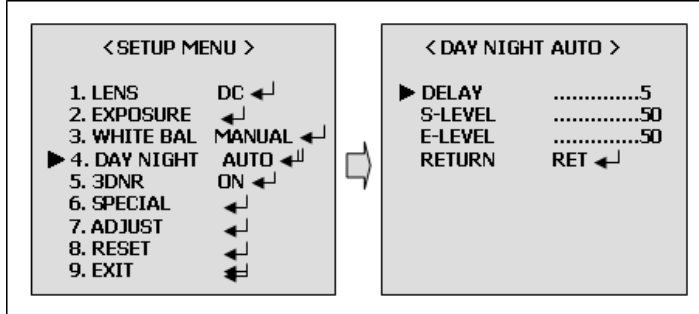 < SETUP MENU >
1. LENS DC ↲
2. EXPOSURE ↲
3. WHITE BAL MANUAL ↲
4. DAY NIGHT AUTO ↲
5. 3DNR ON ↲
6. SPECIAL ↲
7. ADJUST ↲
8. RESET ↲
9. EXIT ↲
< DAY NIGHT AUTO >
DELAY .............5
S-LEVEL .............50
E-LEVEL .............50
RETURN RET ↲